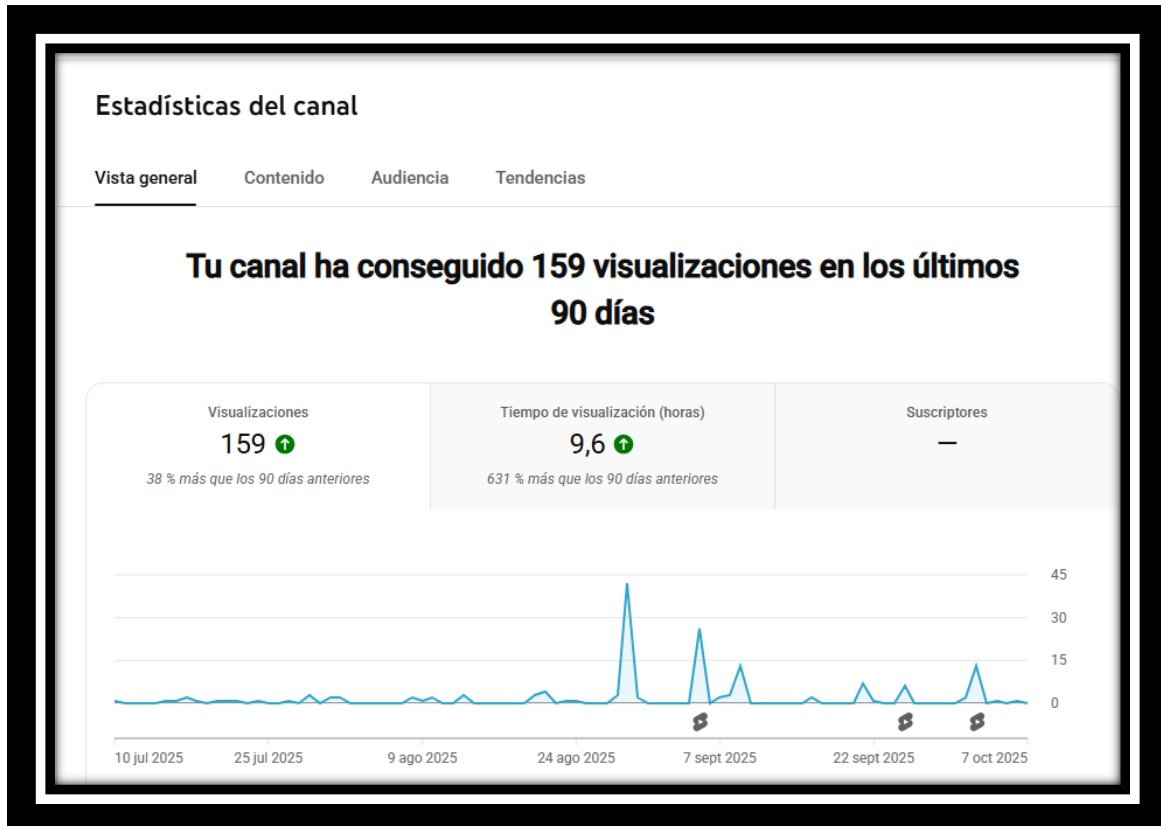 Estadísticas del canal
Vista general Contenido Audiencia Tendencias
Tu canal ha conseguido 159 visualizaciones en los últimos
90 días
Visualizaciones Tiempo de visualización (horas) Suscriptores
159 9,6 —
38 % más que los 90 días anteriores 631 % más que los 90 días anteriores
45
30
15
0
10 jul 2025 25 jul 2025 9 ago 2025 24 ago 2025 7 sept 2025 22 sept 2025 7 oct 2025